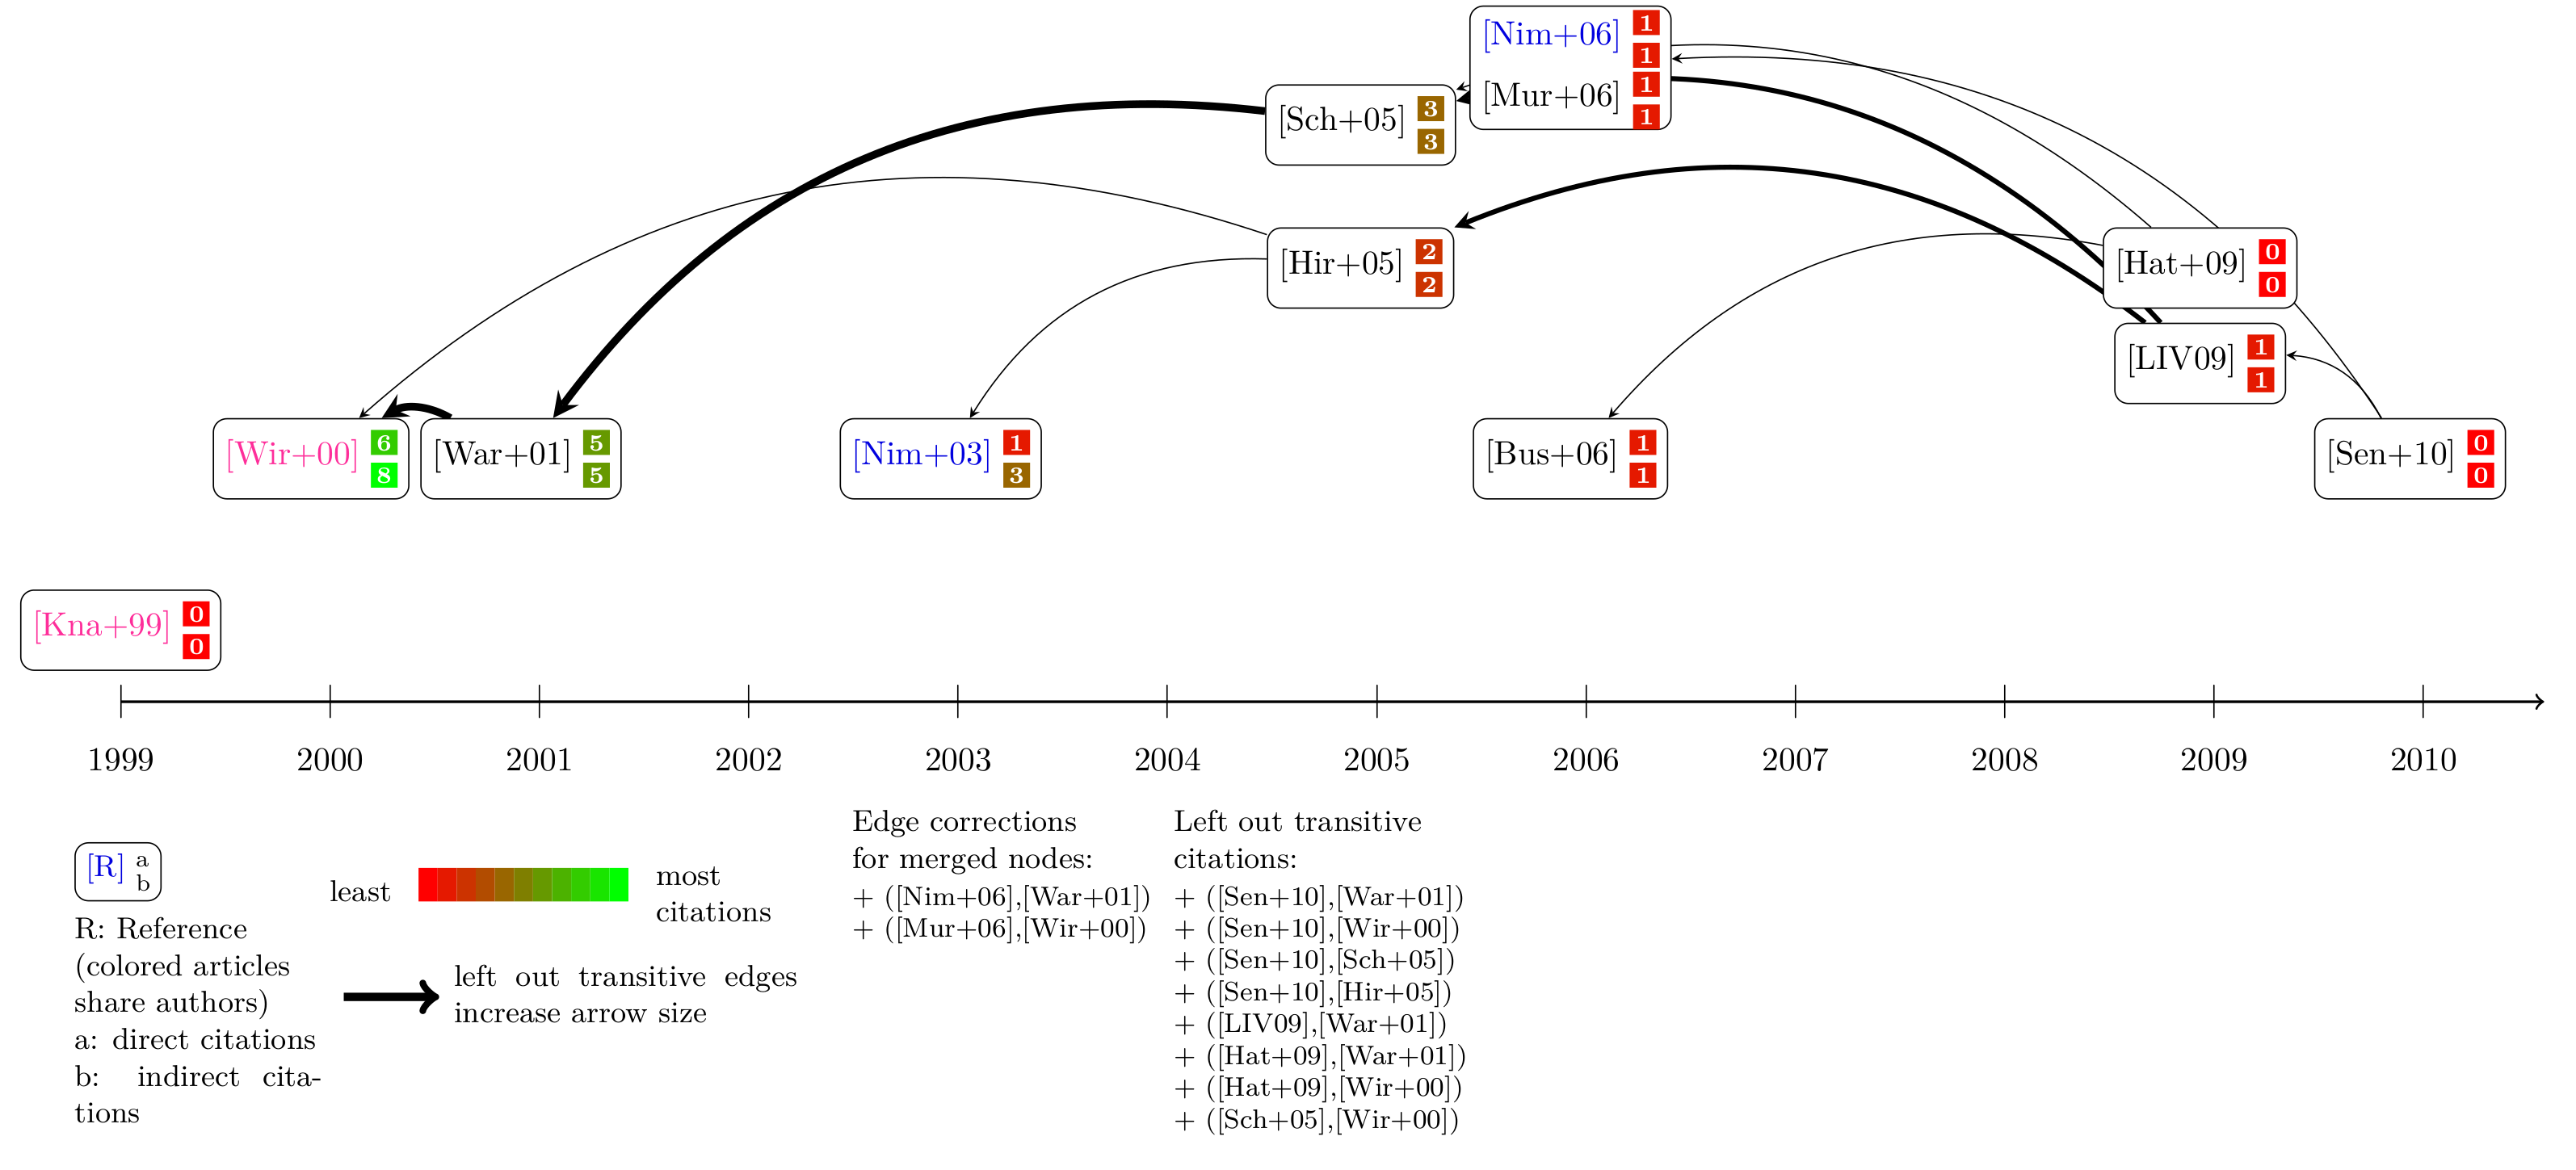 [Nim+06] 1
1
[Mur+06] 1
1
[Sch+05] 3
3
[Hir+05] 2
2
[Hat+09] 0
0
[LIV09] 1
1
[Wir+00] 6
8
[War+01] 5
5
[Nim+03] 1
3
[Bus+06] 1
1
[Sen+10] 0
0
[Kna+99] 0
0
1999 2000 2001 2002 2003 2004 2005 2006 2007 2008 2009 2010
[R] a
b
R: Reference
(colored articles
share authors)
a: direct citations
b: indirect cita-
tions
least
most
citations
left out transitive edges
increase arrow size
Edge corrections
for merged nodes:
+ ([Nim+06],[War+01])
+ ([Mur+06],[Wir+00])
Left out transitive
citations:
+ ([Sen+10],[War+01])
+ ([Sen+10],[Wir+00])
+ ([Sen+10],[Sch+05])
+ ([Sen+10],[Hir+05])
+ ([LIV09],[War+01])
+ ([Hat+09],[War+01])
+ ([Hat+09],[Wir+00])
+ ([Sch+05],[Wir+00])